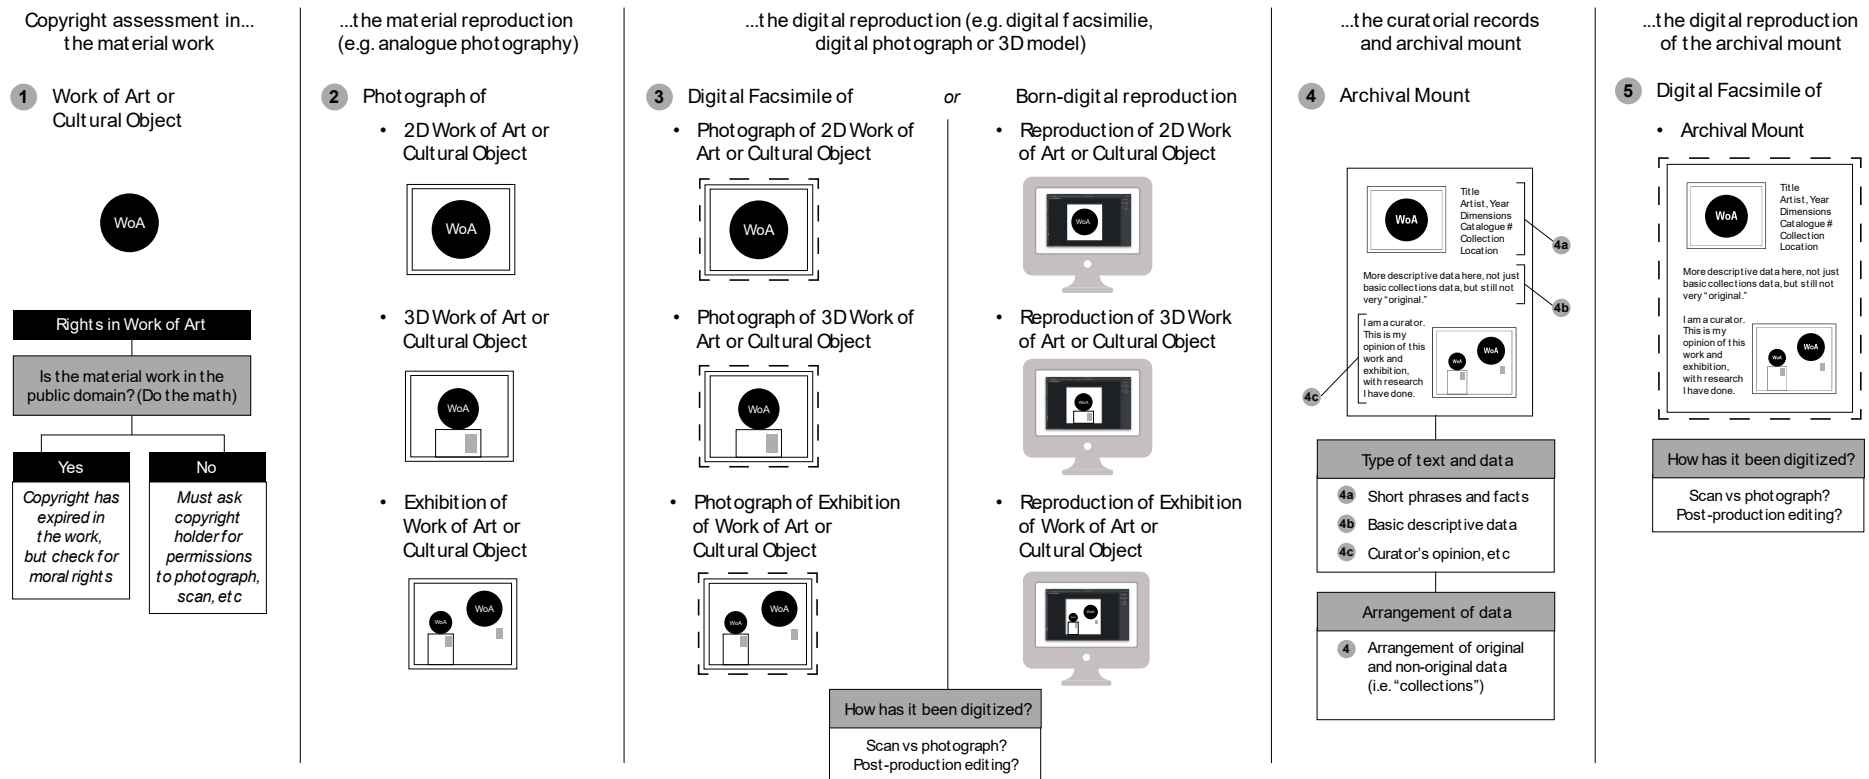 Copyright assessment in...
the material work
1
Work of Art or
Cultural Object
WoA
Rights in Work of Art
Is the material work in the
public domain? (Do the math)
Yes
Copyright has
expired in
the work,
but check for
moral rights
No
Must ask
copyright
holder for
permissions
to photograph,
scan, etc
...the material reproduction
(e.g. analogue photography)
2
Photograph of
• 2D Work of Art or
Cultural Object
WoA
• 3D Work of Art or
Cultural Object
WoA
• Exhibition of
Work of Art or
Cultural Object
WoA
WoA
...the digital reproduction (e.g. digital facsimilie,
digital photograph or 3D model)
3
Digital Facsimile of
• Photograph of 2D Work of
Art or Cultural Object
WoA
• Photograph of 3D Work of
Art or Cultural Object
WoA
• Photograph of Exhibition
of Work of Art or
Cultural Object
WoA
WoA
or
Born-digital reproduction
• Reproduction of 2D Work
of Art or Cultural Object
WoA
• Reproduction of 3D Work
of Art or Cultural Object
WoA
• Reproduction of Exhibition
of Work of Art or
Cultural Object
WoA
WoA
How has it been digitized?
Scan vs photograph?
Post-production editing?
...the curatorial records
and archival mount
4
Archival Mount
WoA
Title
Artist, Year
Dimensions
Catalogue #
Collection
Location
4a
More descriptive data here, not just
basic collections data, but still not
very "original."
4b
I am a curator.
This is my
opinion of this
work and
exhibition,
with research
I have done.
4c
WoA
WoA
Type of text and data
4a Short phrases and facts
4b Basic descriptive data
4c Curator's opinion, etc
Arrangement of data
4 Arrangement of original
and non-original data
(i.e. "collections")
...the digital reproduction
of the archival mount
5
Digital Facsimile of
• Archival Mount
WoA
Title
Artist, Year
Dimensions
Catalogue #
Collection
Location
More descriptive data here, not just
basic collections data, but still not
very "original."
I am a curator.
This is my
opinion of this
work and
exhibition,
with research
I have done.
WoA
WoA
How has it been digitized?
Scan vs photograph?
Post-production editing?